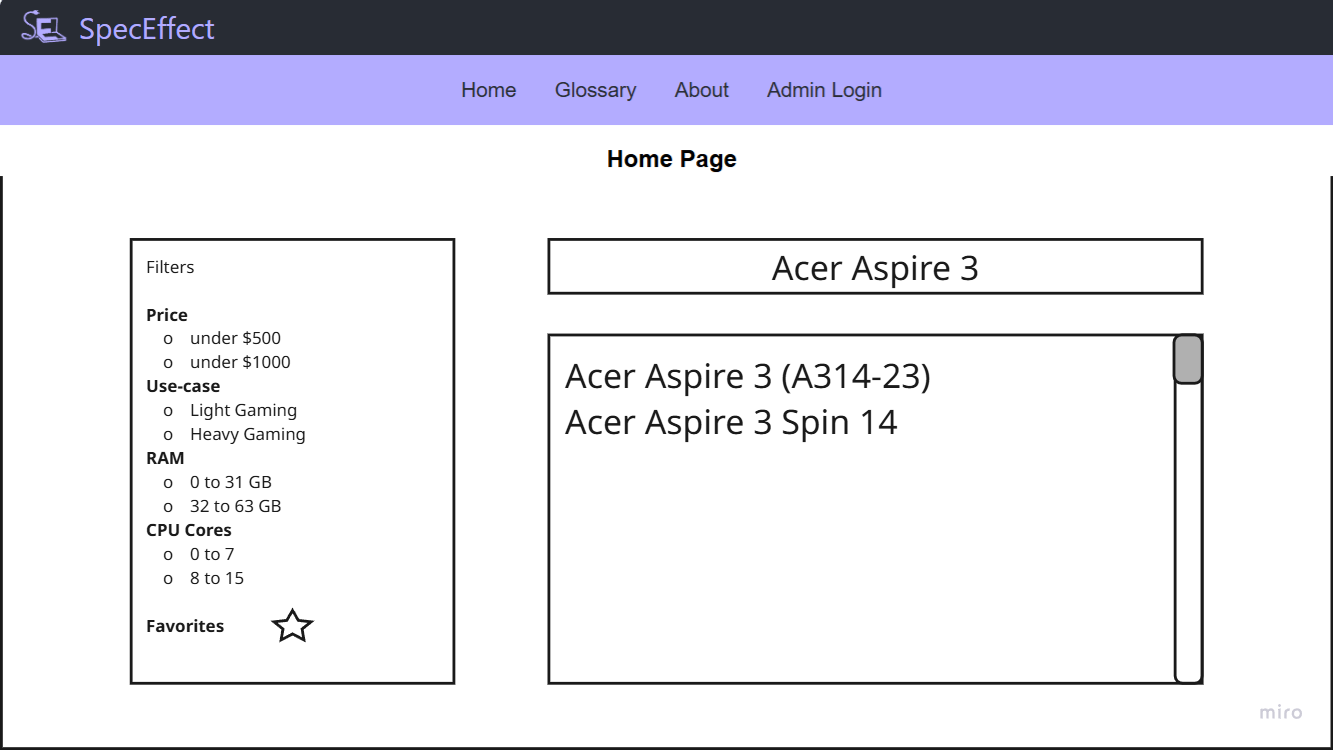 SE SpecEffect
Home Glossary About Admin Login
Home Page
Filters
Price
o under $500
o under $1000
Use-case
o Light Gaming
o Heavy Gaming
RAM
o 0 to 31 GB
o 32 to 63 GB
CPU Cores
o 0 to 7
o 8 to 15
Favorites
Acer Aspire 3
Acer Aspire 3 (A314-23)
Acer Aspire 3 Spin 14
miro